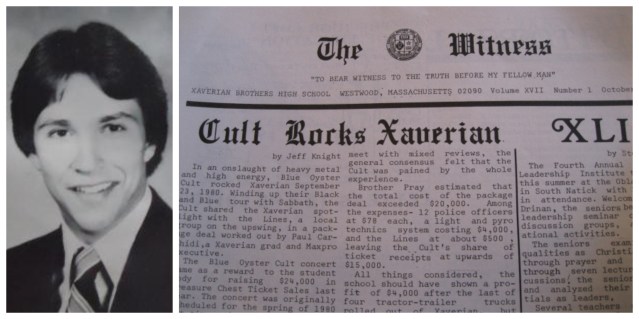 The Witness
"TO BEAR WITNESS TO THE TRUTH BEFORE MY FELLOW MAN"
XAVERIAN BROTHERS HIGH SCHOOL WESTWOOD, MASSACHUSETTS 02090 Volume XVII Number 1 October
Cult Rocks Xaverian
by Jeff Knight
In an onslaught of heavy metal
and high energy, Blue Oyster
Cult rocked Xaverian September
23, 1980. Winding up their Black
and Blue tour with Sabbath, the
Cult shared the Xaverian spot-
light with the Lines, a local
group on the upswing, in a pack-
age deal worked out by Paul Car-
a Xaverian grad and Maxpro
executive.
The Blue Oyster Cult concert
came as a reward to the student
body for raising $24,000 in
Treasure Chest Ticket Sales last
year. The concert was originally
scheduled for the spring of 1980
meet with mixed reviews, the
general consensus felt that the
Cult was pained by the whole
experience.
Brother Pray estimated that
the total cost of the package
deal exceeded $20,000. Among
the expenses- 12 police officers
at $78 each, a light and pyro
technics system costing $4,000,
and the Lines at about $500 ;
leaving the Cult's share of
ticket receipts at upwards of
$15,000.
All things considered, the
school should have shown a pro-
fit of $4,000 after the last of
four tractor-trailer trucks
rolled out of Xaverian, but
XLI
by
The Fourth Annual
Leadership Institute
this summer at the
in South Natick with
in attendance.
Drinan, the seniors
leadership seminar
discussion groups,
ational activities.
The seniors
qualities as
through prayer and
through seven
cussions; the
and analyze their
tials as leaders.
Several teachers